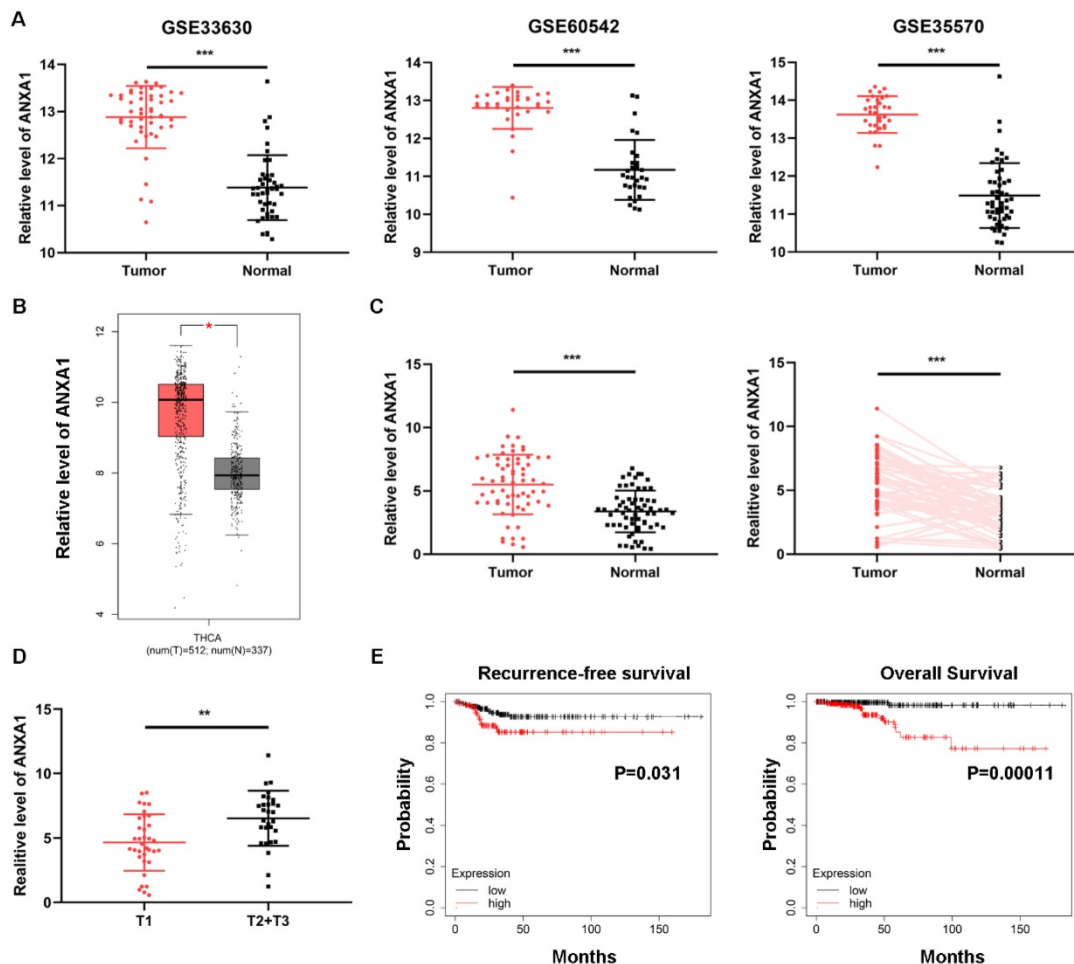 A
GSE33630
Relative level of ANXA1
14
13
12
11
10
***
Tumor
Normal
GSE60542
Relative level of ANXA1
14
13
12
11
10
9
***
Tumor
Normal
GSE35570
Relative level of ANXA1
15
14
13
12
11
10
***
Tumor
Normal
B
Relative level of ANXA1
12
10
8
6
4
*
THCA
(num(T)=512; num(N)=337)
C
Relative level of ANXA1
15
10
5
0
***
Tumor
Normal
Realitive level of ANXA1
15
10
5
0
***
Tumor
Normal
D
Realitive level of ANXA1
15
10
5
0
**
T1
T2+T3
E
Recurrence-free survival
Probability
1.0
0.8
0.6
0.4
0.2
0.0
P=0.031
Expression
low
high
0
50
100
150
Months
Overall Survival
Probability
1.0
0.8
0.6
0.4
0.2
0.0
P=0.00011
Expression
low
high
0
50
100
150
Months